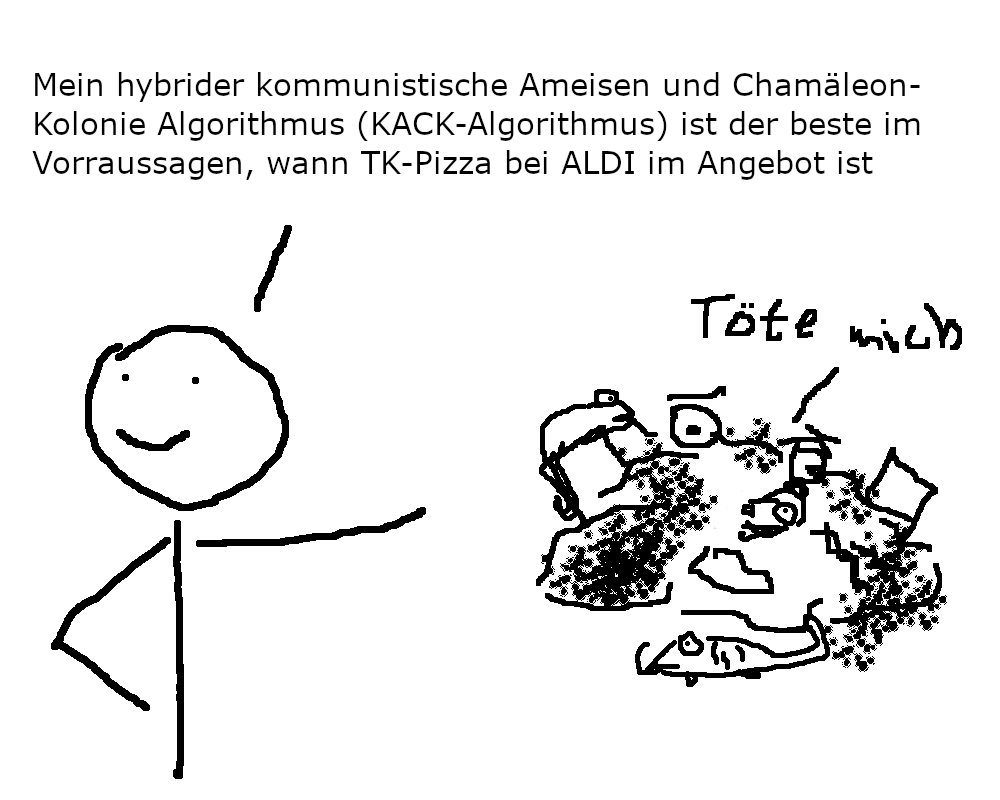 Mein hybrider kommunistische Ameisen und Chamäleon-
Kolonie Algorithmus (KACK-Algorithmus) ist der beste im
Vorraussagen, wann TK-Pizza bei ALDI im Angebot ist
Töte mich